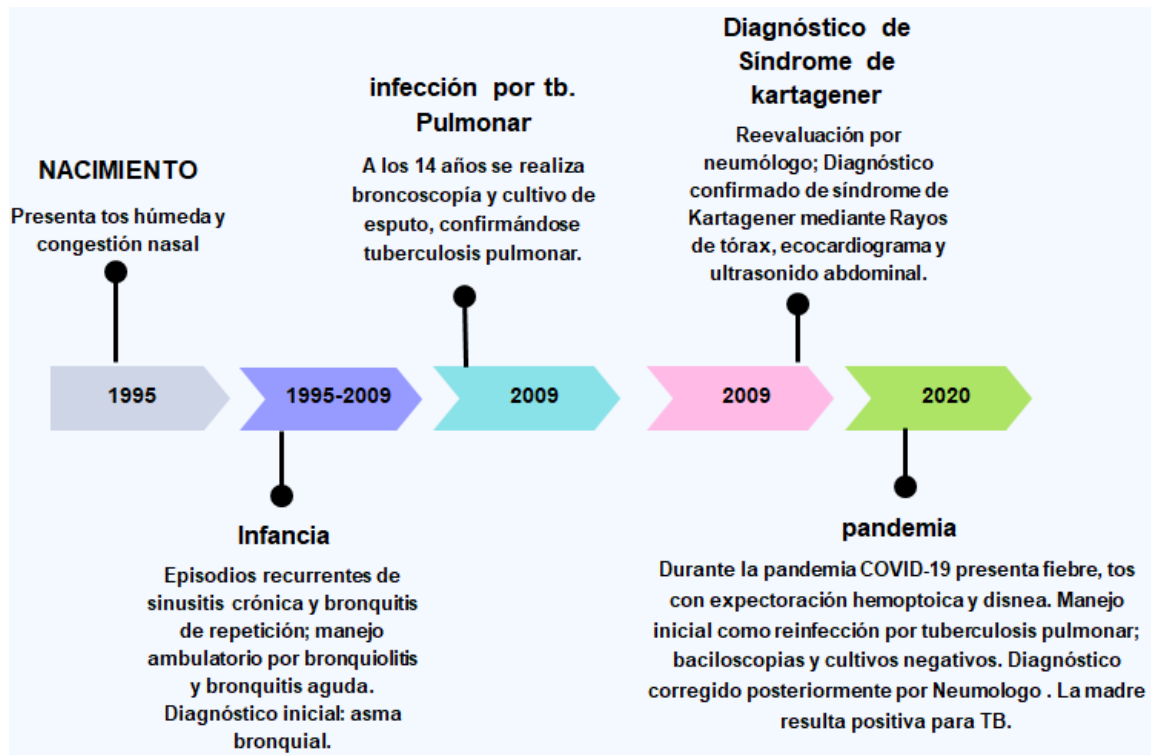 NACIMIENTO
Presenta tos húmeda y
congestión nasal
1995
1995-2009
Infancia
Episodios recurrentes de
sinusitis crónica y bronquitis
de repetición; manejo
ambulatorio por bronquiolitis
y bronquitis aguda.
Diagnóstico inicial: asma
bronquial.
infección por tb.
Pulmonar
A los 14 años se realiza
broncoscopía y cultivo de
esputo, confirmándose
tuberculosis pulmonar.
2009
Diagnóstico de
Síndrome de
kartagener
Reevaluación por
neumólogo; Diagnóstico
confirmado de síndrome de
Kartagener mediante Rayos
de tórax, ecocardiograma y
ultrasonido abdominal.
2009
2020
pandemia
Durante la pandemia COVID-19 presenta fiebre, tos
con expectoración hemoptoica y disnea. Manejo
inicial como reinfección por tuberculosis pulmonar;
baciloscopias y cultivos negativos. Diagnóstico
corregido posteriormente por Neumologo . La madre
resulta positiva para TB.